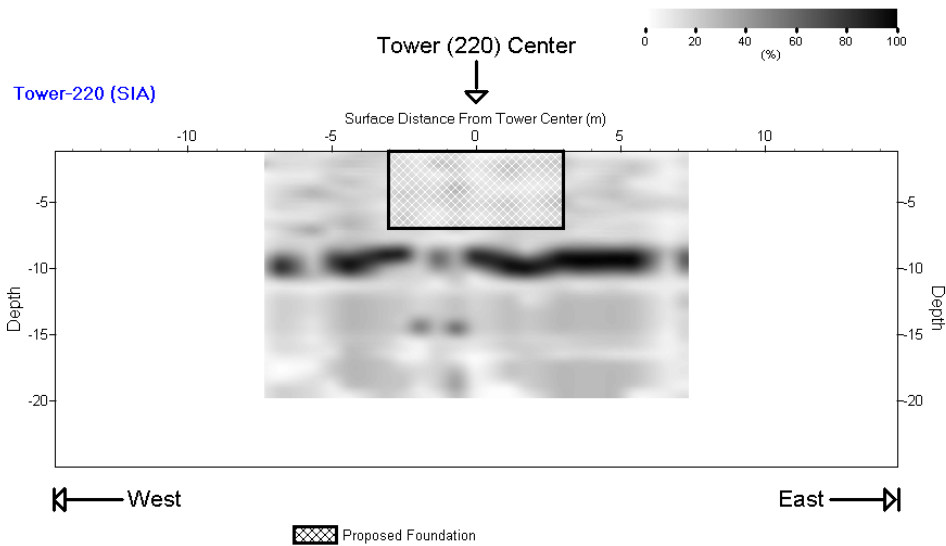 0 20 40 60 80 100
(%)
Tower (220) Center
Tower-220 (SIA)
Surface Distance From Tower Center (m)
-10 -5 0 5 10
-5 -5
-10 -10
Depth Depth
-15 -15
-20 -20
West East
Proposed Foundation